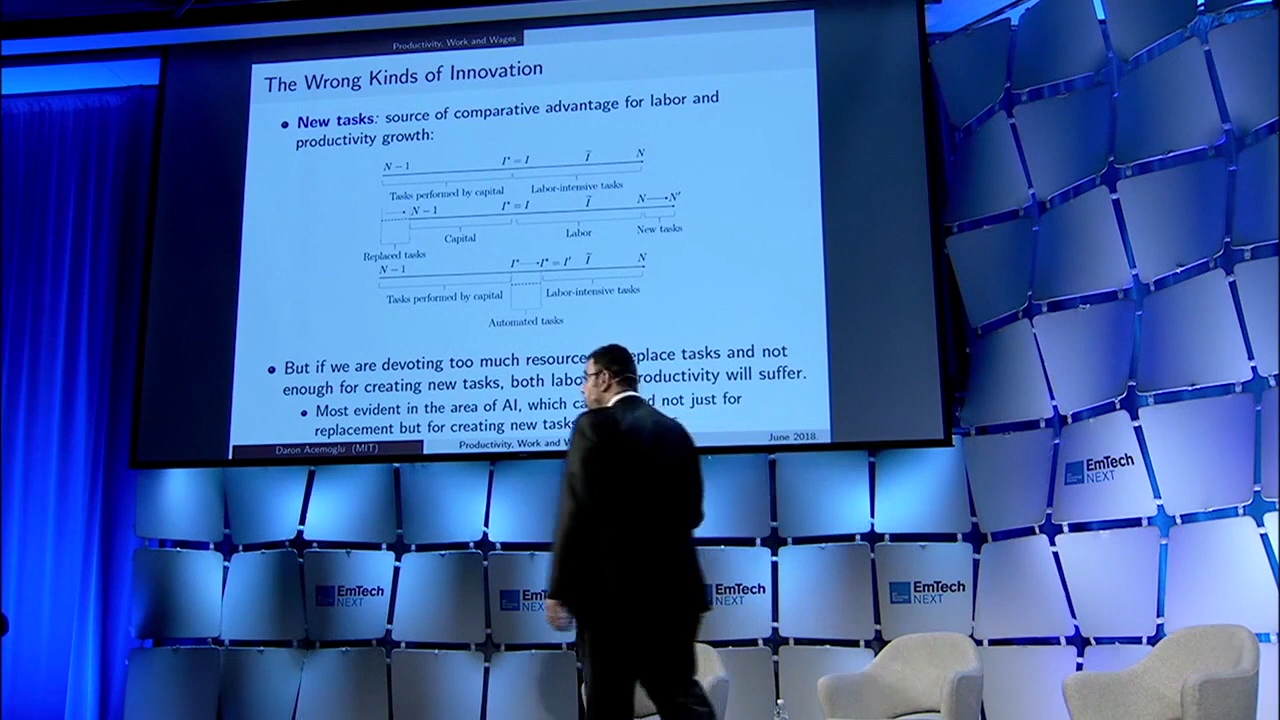 Productivity, Work and Wages
The Wrong Kinds of Innovation
New tasks: source of comparative advantage for labor and
productivity growth:
N − 1 I* = I Ĩ N
Tasks performed by capital Labor-intensive tasks
N − 1 I* = I Ĩ N N′
Capital Labor New tasks
Replaced tasks
N − 1 I* I* = I′ Ĩ N
Tasks performed by capital Labor-intensive tasks
Automated tasks
But if we are devoting too much resource replace tasks and not
enough for creating new tasks, both labo productivity will suffer.
Most evident in the area of AI, which ca d not just for
replacement but for creating new task
Daron Acemoglu (MIT) Productivity, Work and W June 2018.
EmTech
NEXT
EmTech
NEXT
EmT
NEXT
EmTech
NEXT
EmTech
NEXT